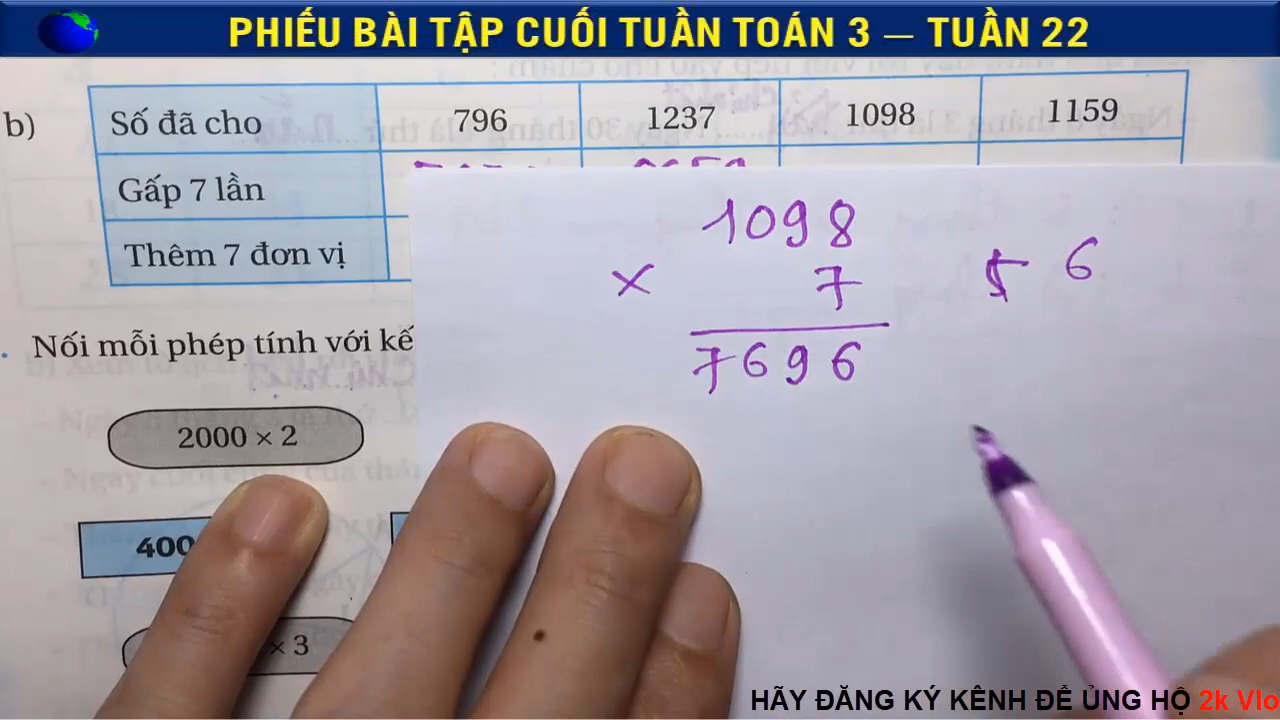 PHIẾU BÀI TẬP CUỐI TUẦN TOÁN 3 – TUẦN 22
b) Số đã cho 796 1237 1098 1159
Gấp 7 lần
Thêm 7 đơn vị
1098
× 7 5 6
7696
. Nối mỗi phép tính với kế
2000 × 2
400
× 3
HÃY ĐĂNG KÝ KÊNH ĐỂ ỦNG HỘ 2k Vlo